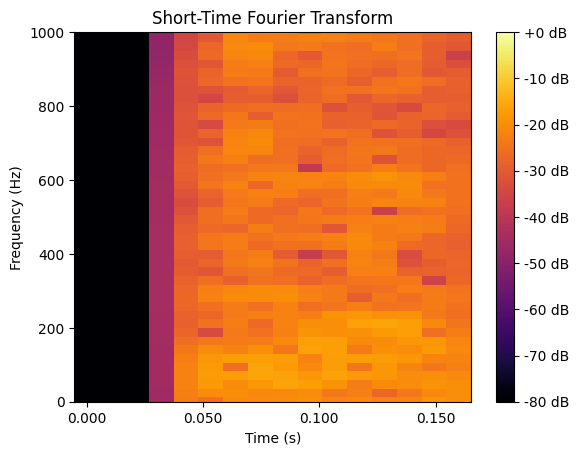 Short-Time Fourier Transform
1000
800
600
400
200
0
Frequency (Hz)
0.000
0.050
0.100
0.150
Time (s)
+0 dB
-10 dB
-20 dB
-30 dB
-40 dB
-50 dB
-60 dB
-70 dB
-80 dB